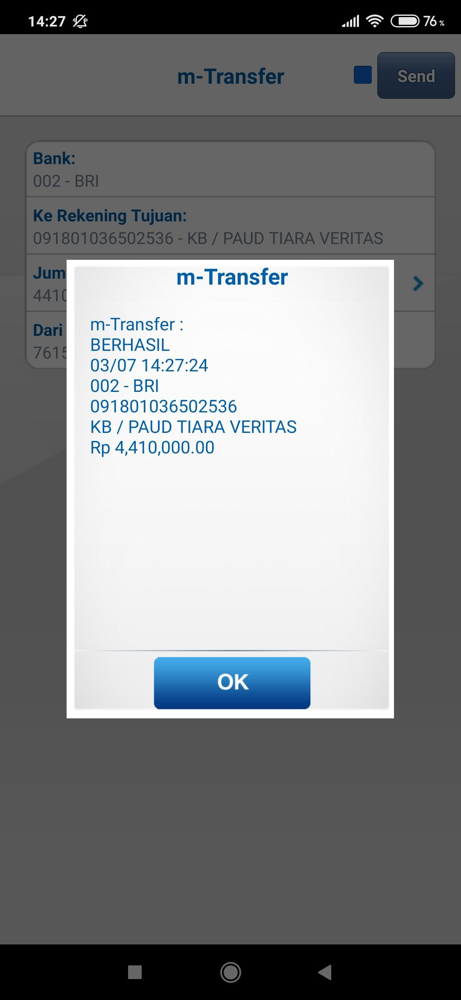 14:27
76 %
m-Transfer
Send
Bank:
002 - BRI
Ke Rekening Tujuan:
091801036502536 - KB / PAUD TIARA VERITAS
Jum
4410
Dari
7615
m-Transfer
m-Transfer :
BERHASIL
03/07 14:27:24
002 - BRI
091801036502536
KB / PAUD TIARA VERITAS
Rp 4,410,000.00
OK